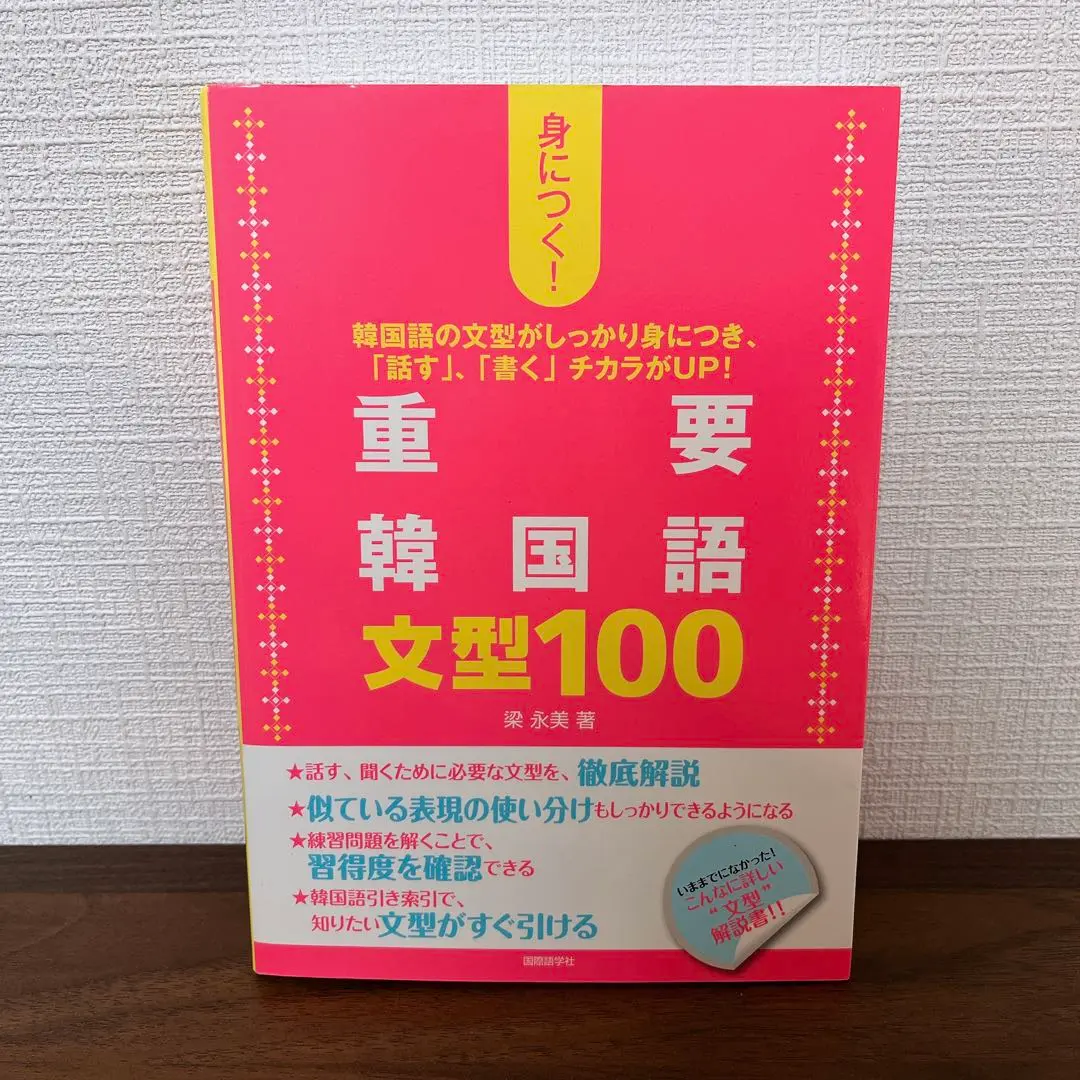 身につく！
韓国語の文型がしっかり身につき、
「話す」、「書く」チカラがUP！
重要
韓国語
文型100
梁 永美 著
★話す、聞くために必要な文型を、徹底解説
★似ている表現の使い分けもしっかりできるようになる
★練習問題を解くことで、
習得度を確認できる
★韓国語引き索引で、
知りたい文型がすぐ引ける
いままでになかった！
こんなに詳しい
“文型”
解説書！！
国際語学社